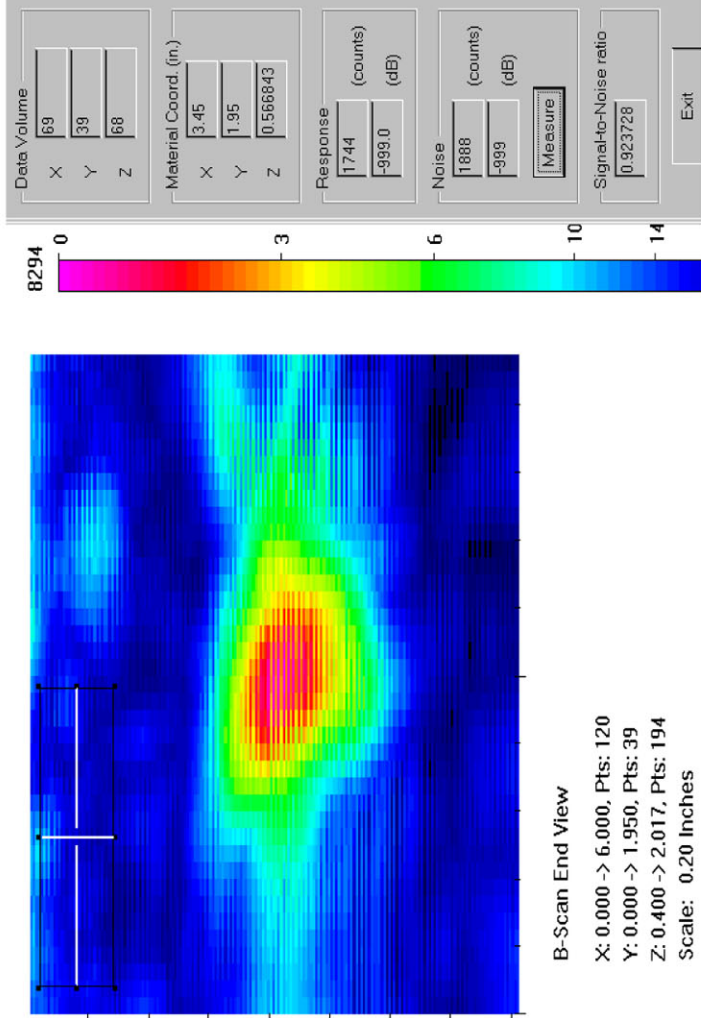 B-Scan End View
X: 0.000 -> 6.000, Pts: 120
Y: 0.000 -> 1.950, Pts: 39
Z: 0.400 -> 2.017, Pts: 194
Scale: 0.20 Inches
8294
0
3
6
10
14
Data Volume
X 69
Y 39
Z 68
Material Coord. (in.)
X 3.45
Y 1.95
Z 0.566843
Response
1744 (counts)
-999.0 (dB)
Noise
1888 (counts)
-999 (dB)
Measure
Signal-to-Noise ratio
0.923728
Exit